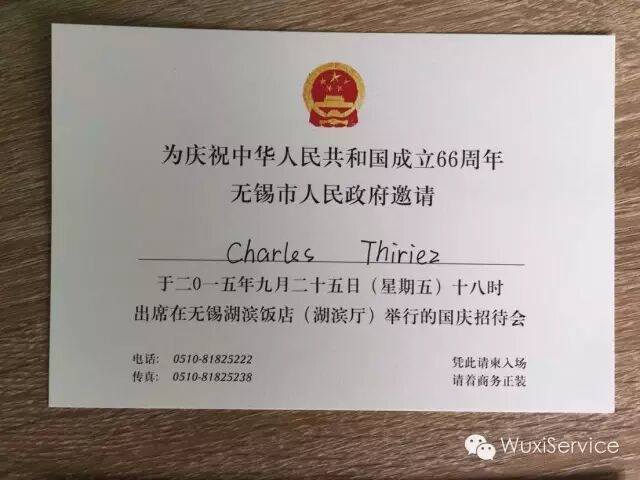 为庆祝中华人民共和国成立66周年
无锡市人民政府邀请
Charles Thiriez
于二〇一五年九月二十五日（星期五）十八时
出席在无锡湖滨饭店（湖滨厅）举行的国庆招待会
电话： 0510-81825222
传真： 0510-81825238
凭此请柬入场
请着商务正装
WuxiService